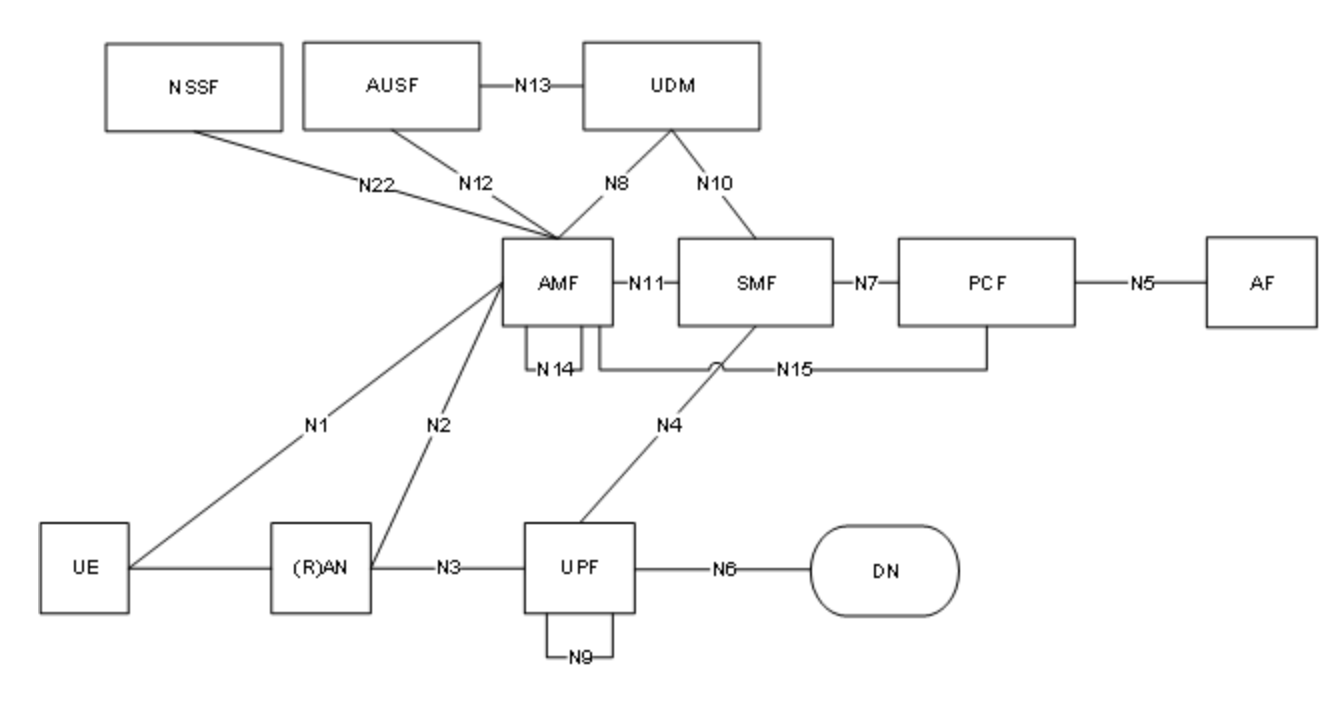 NSSF
AUSF
N13
UDM
N22
N12
N8
N10
AMF
N11
SMF
N7
PCF
N5
AF
N14
N15
N1
N2
N4
UE
(R)AN
N3
UPF
N6
DN
N9